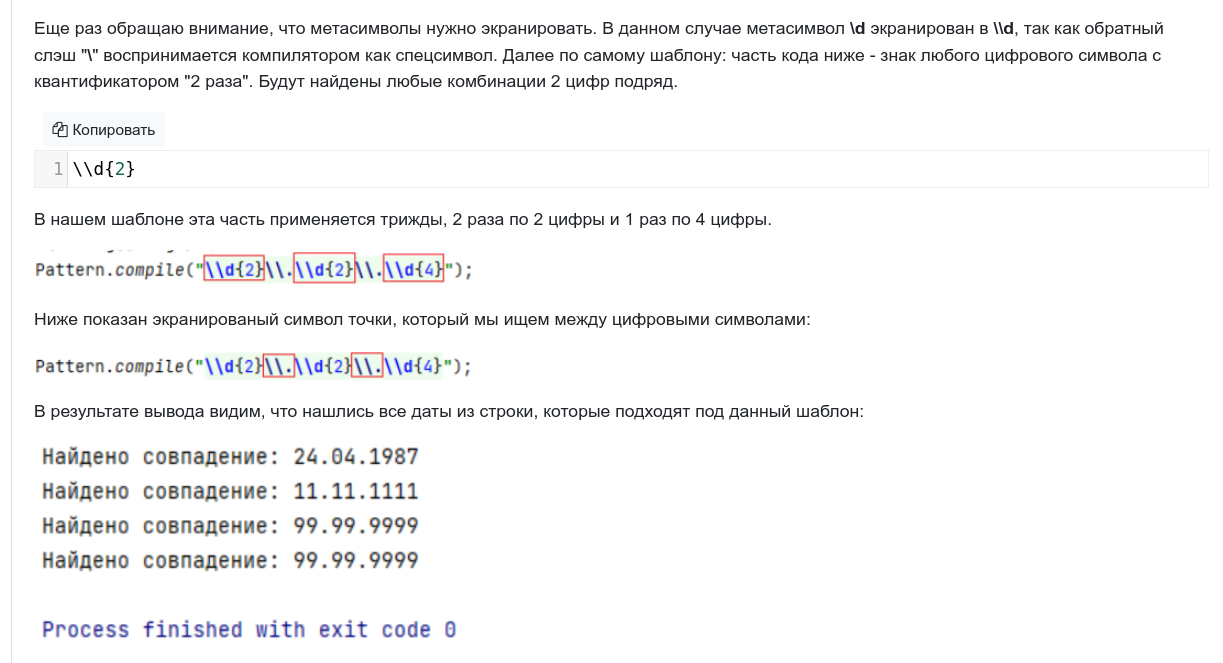 Еще раз обращаю внимание, что метасимволы нужно экранировать. В данном случае метасимвол \d экранирован в \\d, так как обратный
слэш "\" воспринимается компилятором как спецсимвол. Далее по самому шаблону: часть кода ниже - знак любого цифрового символа с
квантификатором "2 раза". Будут найдены любые комбинации 2 цифр подряд.
Копировать
1 \\d{2}
В нашем шаблоне эта часть применяется трижды, 2 раза по 2 цифры и 1 раз по 4 цифры.
Pattern.compile("\\d{2}\\.\\d{2}\\.\\d{4}");
Ниже показан экранированый символ точки, который мы ищем между цифровыми символами:
Pattern.compile("\\d{2}\\.\\d{2}\\.\\d{4}");
В результате вывода видим, что нашлись все даты из строки, которые подходят под данный шаблон:
Найдено совпадение: 24.04.1987
Найдено совпадение: 11.11.1111
Найдено совпадение: 99.99.9999
Найдено совпадение: 99.99.9999
Process finished with exit code 0